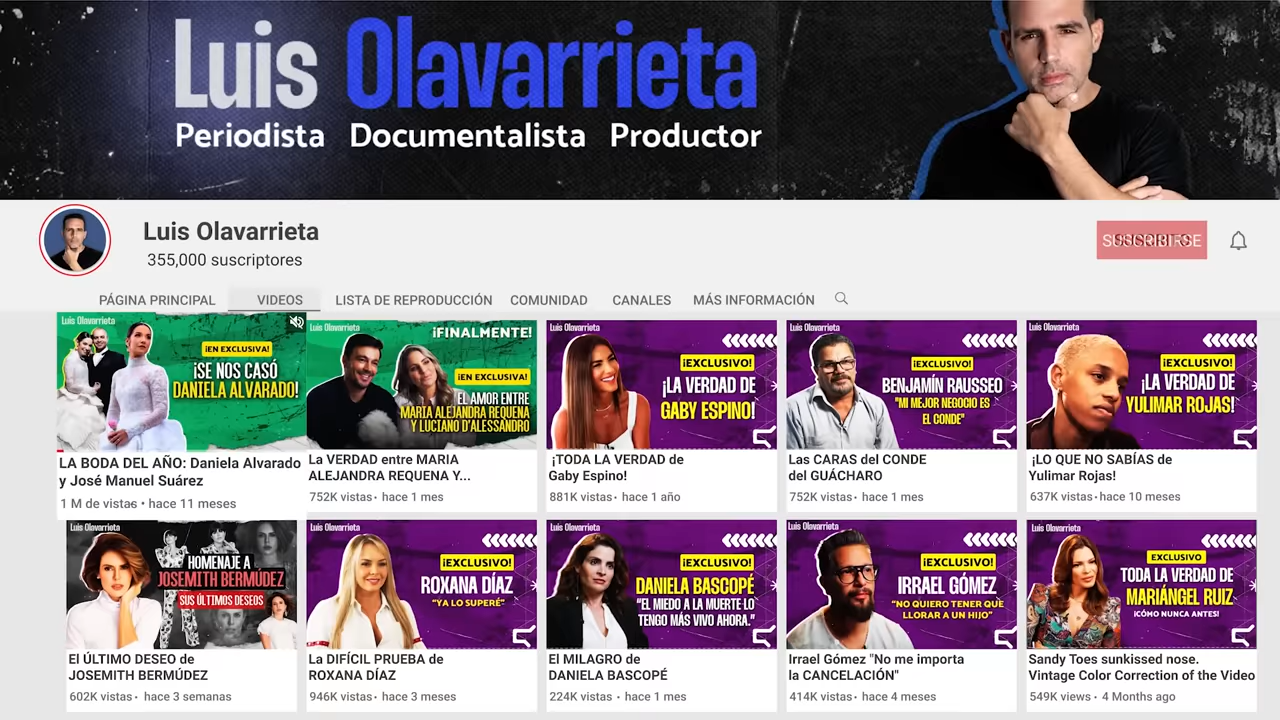 Luis Olavarrieta
Periodista Documentalista Productor
Luis Olavarrieta
355,000 suscriptores
PÁGINA PRINCIPAL
VIDEOS
LISTA DE REPRODUCCIÓN
COMUNIDAD
CANALES
MÁS INFORMACIÓN
Luis Olavarrieta
¡EN EXCLUSIVA!
¡SE NOS CASÓ
DANIELA ALVARADO!
LA BODA DEL AÑO: Daniela Alvarado
y José Manuel Suárez
1 M de vistas • hace 11 meses
Luis Olavarrieta
¡FINALMENTE!
¡EN EXCLUSIVA!
EL AMOR ENTRE
MARIA ALEJANDRA REQUENA
Y LUCIANO D'ALESSANDRO
La VERDAD entre MARIA
ALEJANDRA REQUENA Y...
752K vistas • hace 1 mes
Luis Olavarrieta
¡EXCLUSIVO!
¡LA VERDAD DE
GABY ESPINO!
¡TODA LA VERDAD de
Gaby Espino!
881K vistas • hace 1 año
Luis Olavarrieta
¡EXCLUSIVO!
BENJAMÍN RAUSSEO
"MI MEJOR NEGOCIO ES
EL CONDE"
Las CARAS del CONDE
del GUÁCHARO
752K vistas • hace 1 mes
Luis Olavarrieta
¡EXCLUSIVO!
¡LA VERDAD DE
YULIMAR ROJAS!
¡LO QUE NO SABÍAS de
Yulimar Rojas!
637K vistas • hace 10 meses
Luis Olavarrieta
HOMENAJE A
JOSEMITH BERMÚDEZ
SUS ÚLTIMOS DESEOS
El ÚLTIMO DESEO de
JOSEMITH BERMÚDEZ
602K vistas • hace 3 semanas
Luis Olavarrieta
¡EXCLUSIVO!
ROXANA DÍAZ
"YA LO SUPERÉ"
La DIFÍCIL PRUEBA de
ROXANA DÍAZ
946K vistas • hace 3 meses
Luis Olavarrieta
¡EXCLUSIVO!
DANIELA BASCOPÉ
"EL MIEDO A LA MUERTE LO
TENGO MÁS VIVO AHORA."
El MILAGRO de
DANIELA BASCOPÉ
224K vistas • hace 1 mes
Luis Olavarrieta
¡EXCLUSIVO!
IRRAEL GÓMEZ
"NO QUIERO TENER QUE
LLORAR A UN HIJO"
Irrael Gómez "No me importa
la CANCELACIÓN"
414K vistas • hace 4 meses
Luis Olavarrieta
EXCLUSIVO
TODA LA VERDAD DE
MARIÁNGEL RUIZ
¡CÓMO NUNCA ANTES!
Sandy Toes sunkissed nose.
Vintage Color Correction of the Video
549K views • 4 Months ago